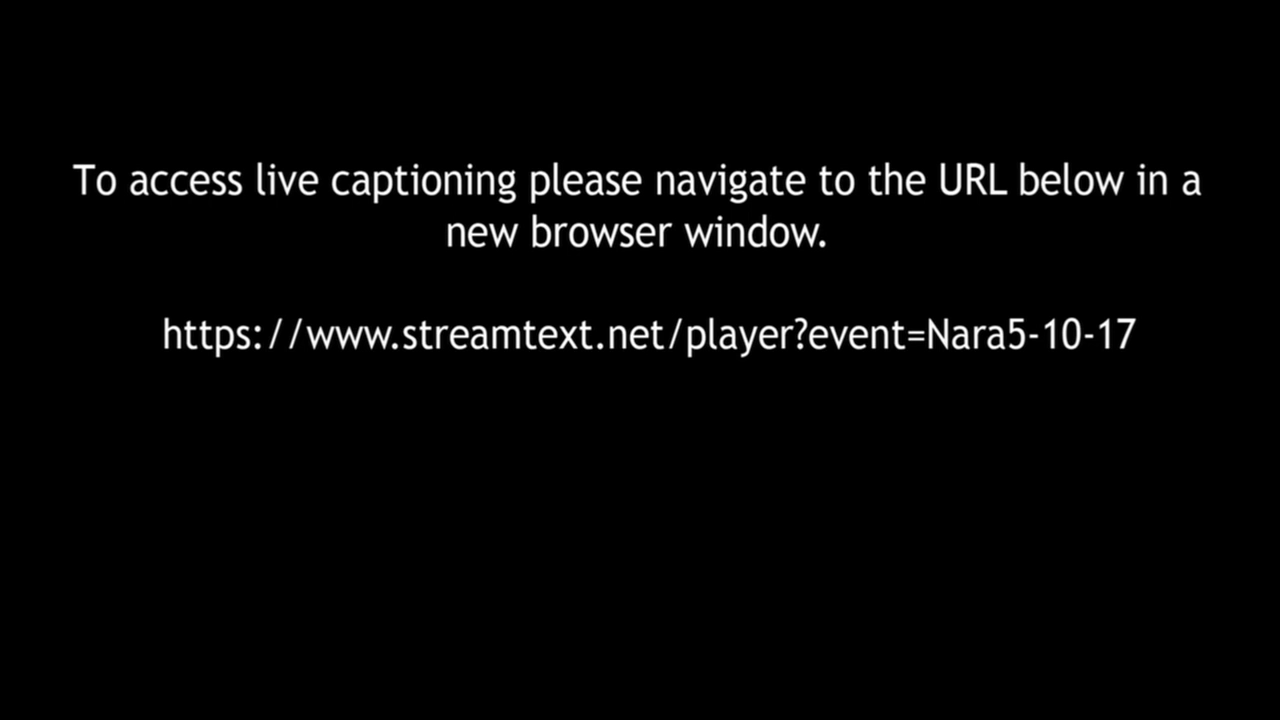 To access live captioning please navigate to the URL below in a
new browser window.
https://www.streamtext.net/player?event=Nara5-10-17